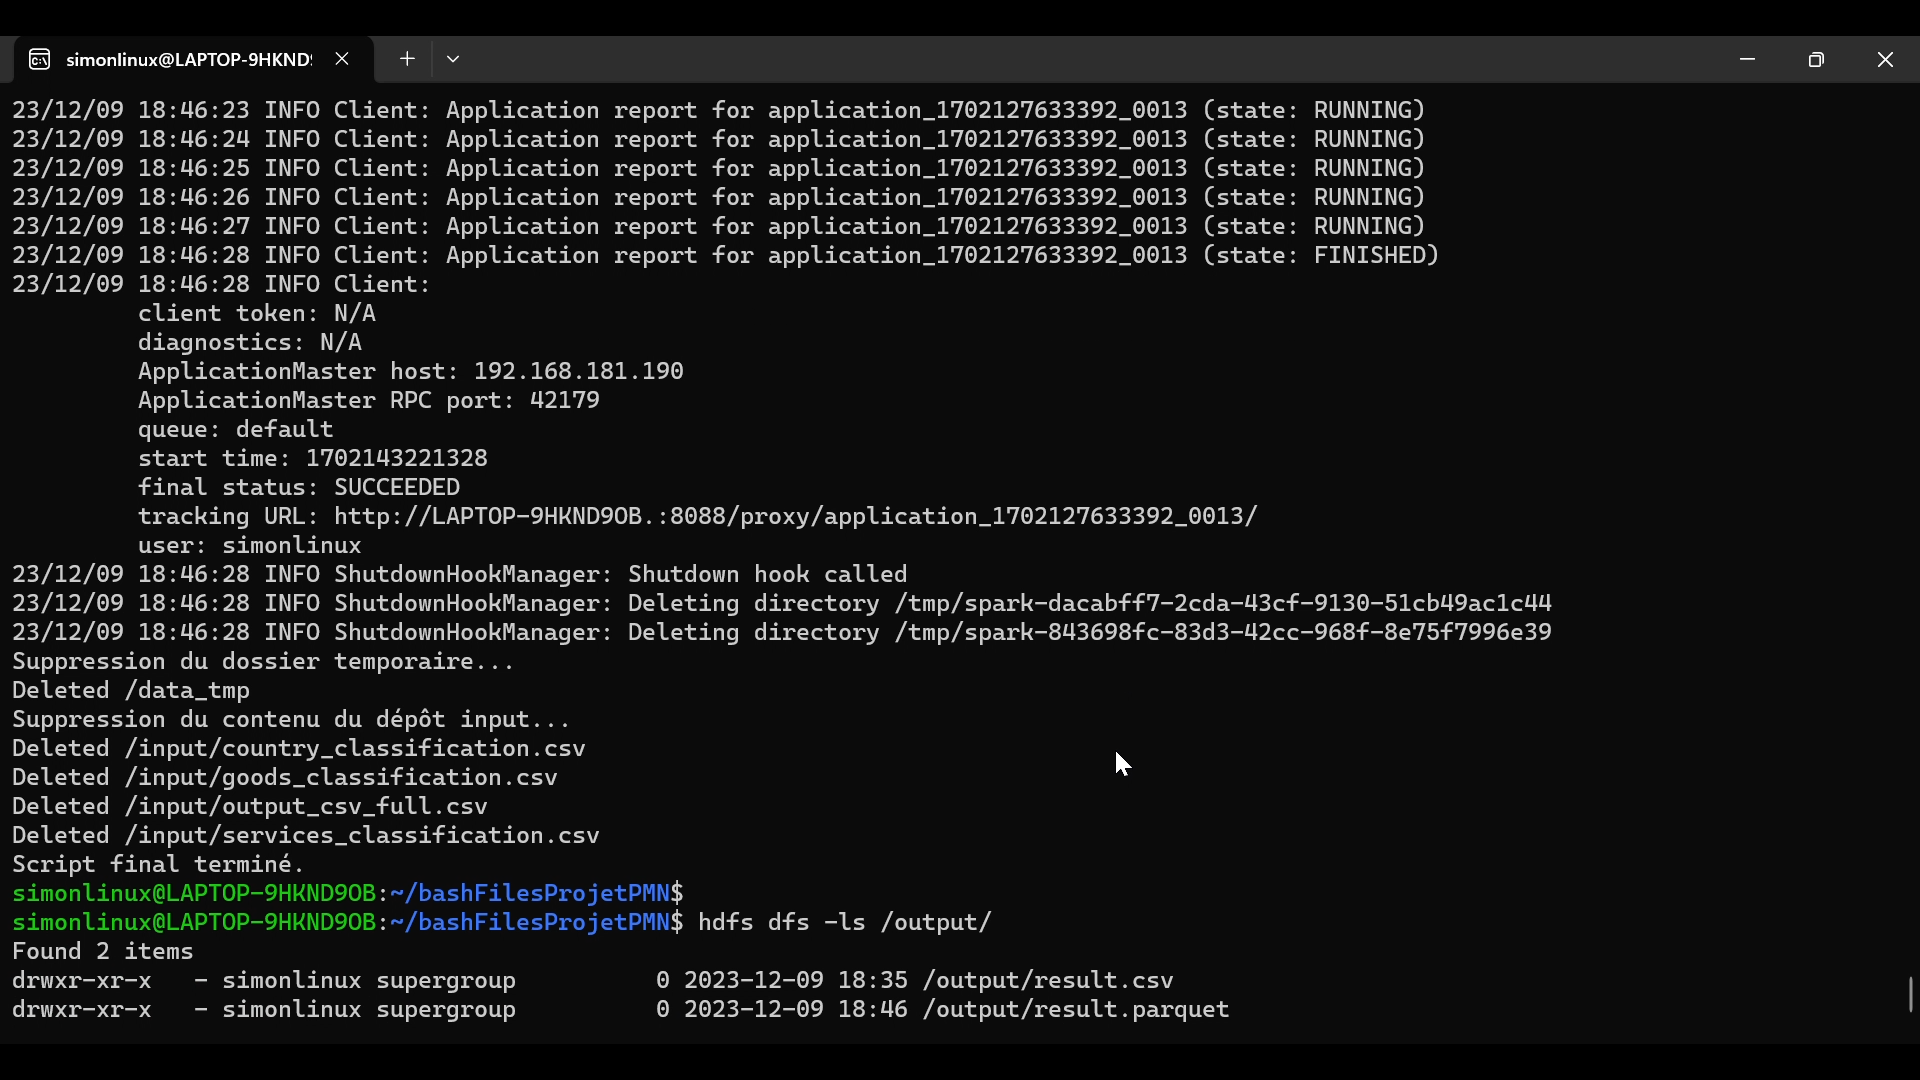 simonlinux@LAPTOP-9HKND9
23/12/09 18:46:23 INFO Client: Application report for application_1702127633392_0013 (state: RUNNING)
23/12/09 18:46:24 INFO Client: Application report for application_1702127633392_0013 (state: RUNNING)
23/12/09 18:46:25 INFO Client: Application report for application_1702127633392_0013 (state: RUNNING)
23/12/09 18:46:26 INFO Client: Application report for application_1702127633392_0013 (state: RUNNING)
23/12/09 18:46:27 INFO Client: Application report for application_1702127633392_0013 (state: RUNNING)
23/12/09 18:46:28 INFO Client: Application report for application_1702127633392_0013 (state: FINISHED)
23/12/09 18:46:28 INFO Client:
client token: N/A
diagnostics: N/A
ApplicationMaster host: 192.168.181.190
ApplicationMaster RPC port: 42179
queue: default
start time: 1702143221328
final status: SUCCEEDED
tracking URL: http://LAPTOP-9HKND9OB.:8088/proxy/application_1702127633392_0013/
user: simonlinux
23/12/09 18:46:28 INFO ShutdownHookManager: Shutdown hook called
23/12/09 18:46:28 INFO ShutdownHookManager: Deleting directory /tmp/spark-dacabff7-2cda-43cf-9130-51cb49ac1c44
23/12/09 18:46:28 INFO ShutdownHookManager: Deleting directory /tmp/spark-843698fc-83d3-42cc-968f-8e75f7996e39
Suppression du dossier temporaire...
Deleted /data_tmp
Suppression du contenu du dépôt input...
Deleted /input/country_classification.csv
Deleted /input/goods_classification.csv
Deleted /input/output_csv_full.csv
Deleted /input/services_classification.csv
Script final terminé.
simonlinux@LAPTOP-9HKND9OB:~/bashFilesProjetPMN$
simonlinux@LAPTOP-9HKND9OB:~/bashFilesProjetPMN$ hdfs dfs -ls /output/
Found 2 items
drwxr-xr-x   - simonlinux supergroup          0 2023-12-09 18:35 /output/result.csv
drwxr-xr-x   - simonlinux supergroup          0 2023-12-09 18:46 /output/result.parquet